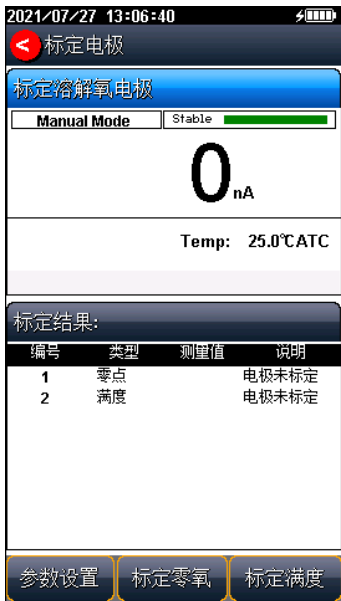 2021/07/27 13:06:40
< 标定电极
标定溶解氧电极
Manual Mode Stable
0 nA
Temp: 25.0℃ ATC
标定结果:
编号 类型 测量值 说明
1 零点 电极未标定
2 满度 电极未标定
参数设置 标定零氧 标定满度